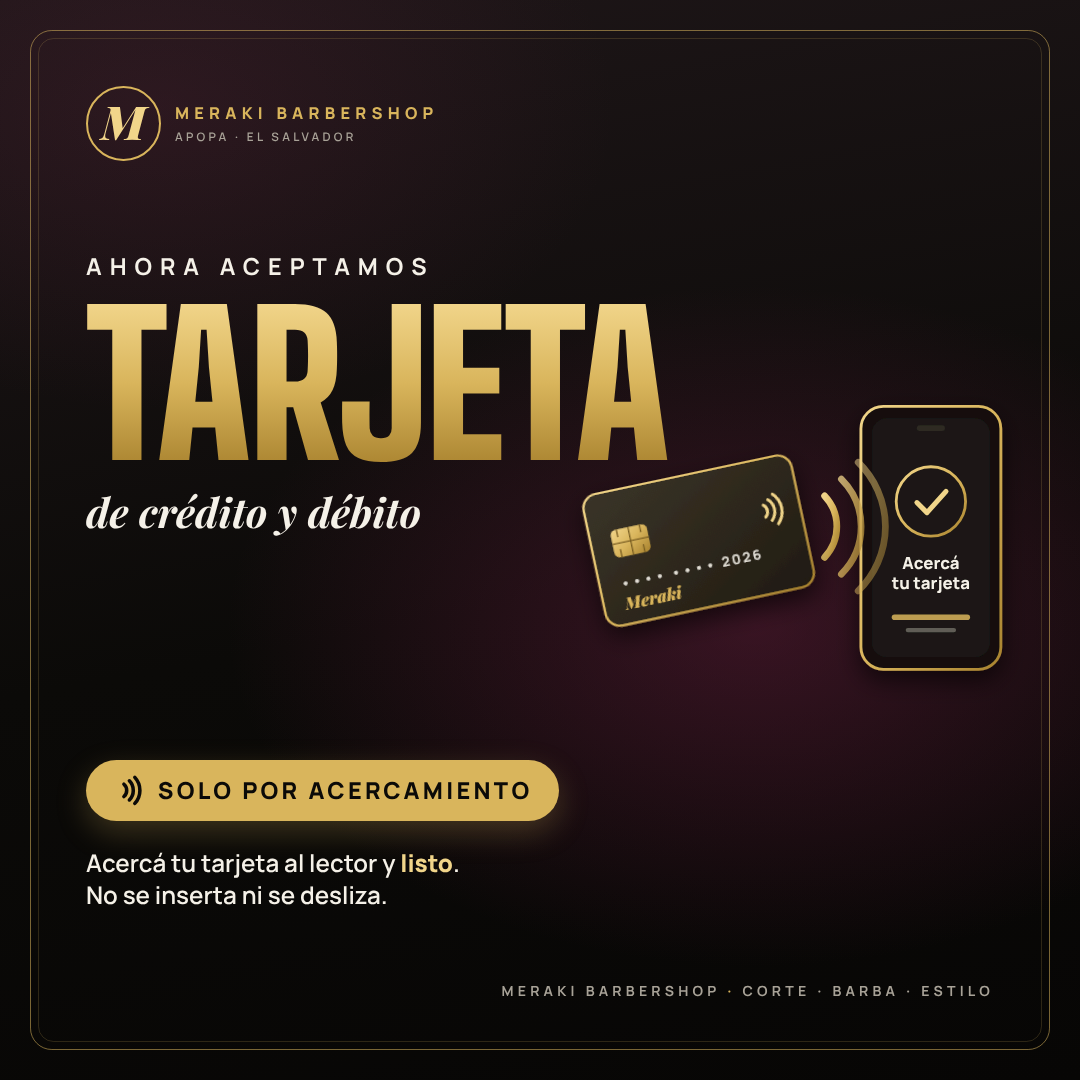 M
MERAKI BARBERSHOP
APOPA · EL SALVADOR
AHORA ACEPTAMOS
TARJETA
de crédito y débito
•••• •••• 2026
Meraki
Acercá
tu tarjeta
SOLO POR ACERCAMIENTO
Acercá tu tarjeta al lector y listo.
No se inserta ni se desliza.
MERAKI BARBERSHOP · CORTE · BARBA · ESTILO